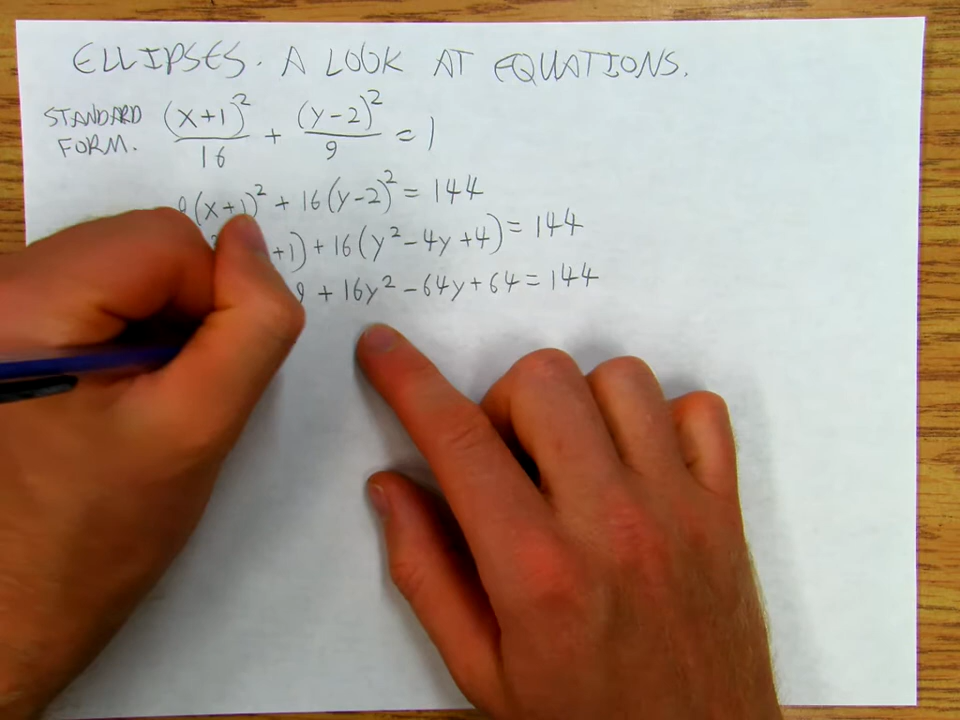 ELLIPSES. A LOOK AT EQUATIONS.
STANDARD FORM. (x+1)²/16 + (y-2)²/9 = 1
9(x+1)² + 16(y-2)² = 144
+1) + 16(y² - 4y + 4) = 144
9 + 16y² - 64y + 64 = 144